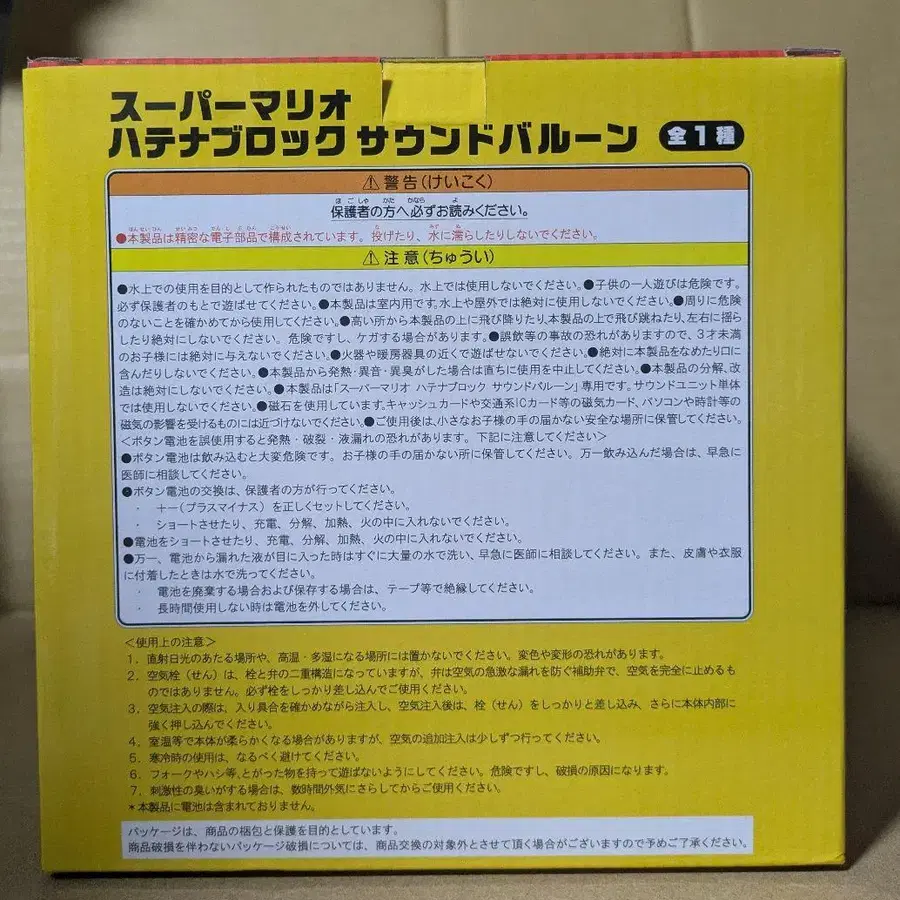 スーパーマリオ
ハテナブロック サウンドバルーン 全1種
⚠警告(けいこく)
保護者の方へ必ずお読みください。
●本製品は精密な電子部品で構成されています。投げたり、水に濡らしたりしないでください。
⚠注意(ちゅうい)
●水上での使用を目的として作られたものではありません。水上では使用しないでください。●子供の一人遊びは危険です。
必ず保護者のもとで遊ばせてください。●本製品は室内用です。水上や屋外では絶対に使用しないでください。●周りに危険
のないことを確かめてから使用してください。●高い所から本製品の上に飛び降りたり、本製品の上で飛び跳ねたり、左右に揺ら
したり絶対にしないでください。危険ですし、ケガする場合があります。●誤飲等の事故の恐れがありますので、3才未満
のお子様には絶対に与えないでください。●火器や暖房器具の近くで遊ばせないでください。●絶対に本製品をなめたり口に
含んだりしないでください。●本製品から発熱・異音・異臭がした場合は直ちに使用を中止してください。●本製品の分解、改
造は絶対にしないでください。●本製品は「スーパーマリオ ハテナブロック サウンドバルーン」専用です。サウンドユニット単体
では使用しないでください。●磁石を使用しています。キャッシュカードや交通系ICカード等の磁気カード、パソコンや時計等の
磁気の影響を受けるものには近づけないでください。●ご使用後は、小さなお子様の手の届かない安全な場所に保管してください。
<ボタン電池を誤使用すると発熱・破裂・液漏れの恐れがあります。下記に注意してください>
●ボタン電池は飲み込むと大変危険です。お子様の手の届かない所に保管してください。万一飲み込んだ場合は、早急に
医師に相談してください。
●ボタン電池の交換は、保護者の方が行ってください。
・ +-(プラスマイナス)を正しくセットしてください。
・ ショートさせたり、充電、分解、加熱、火の中に入れないでください。
●電池をショートさせたり、充電、分解、加熱、火の中に入れないでください。
●万一、電池から漏れた液が目に入った時はすぐに大量の水で洗い、早急に医師に相談してください。また、皮膚や衣服
に付着したときは水で洗ってください。
・ 電池を廃棄する場合および保存する場合は、テープ等で絶縁してください。
・ 長時間使用しない時は電池を外してください。
<使用上の注意>
1. 直射日光のあたる場所や、高温・多湿になる場所には置かないでください。変色や変形の恐れがあります。
2. 空気栓(せん)は、栓と弁の二重構造になっていますが、弁は空気の急激な漏れを防ぐ補助弁で、空気を完全に止めるも
のではありません。必ず栓をしっかり差し込んでご使用ください。
3. 空気注入の際は、入り具合を確かめながら注入し、空気注入後は、栓(せん)をしっかりと差し込み、さらに本体内部に
強く押し込んでください。
4. 室温等で本体が柔らかくなる場合がありますが、空気の追加注入は少しずつ行ってください。
5. 寒冷時の使用は、なるべく避けてください。
6. フォークやハシ等、とがった物を持って遊ばないようにしてください。危険ですし、破損の原因になります。
7. 刺激性の臭いがする場合は、数時間外気にさらしてからご使用ください。
*本製品に電池は含まれておりません。
パッケージは、商品の梱包と保護を目的としています。
商品破損を伴わないパッケージ破損については、商品交換の対象外とさせて頂く場合がございますので予めご了承ください。